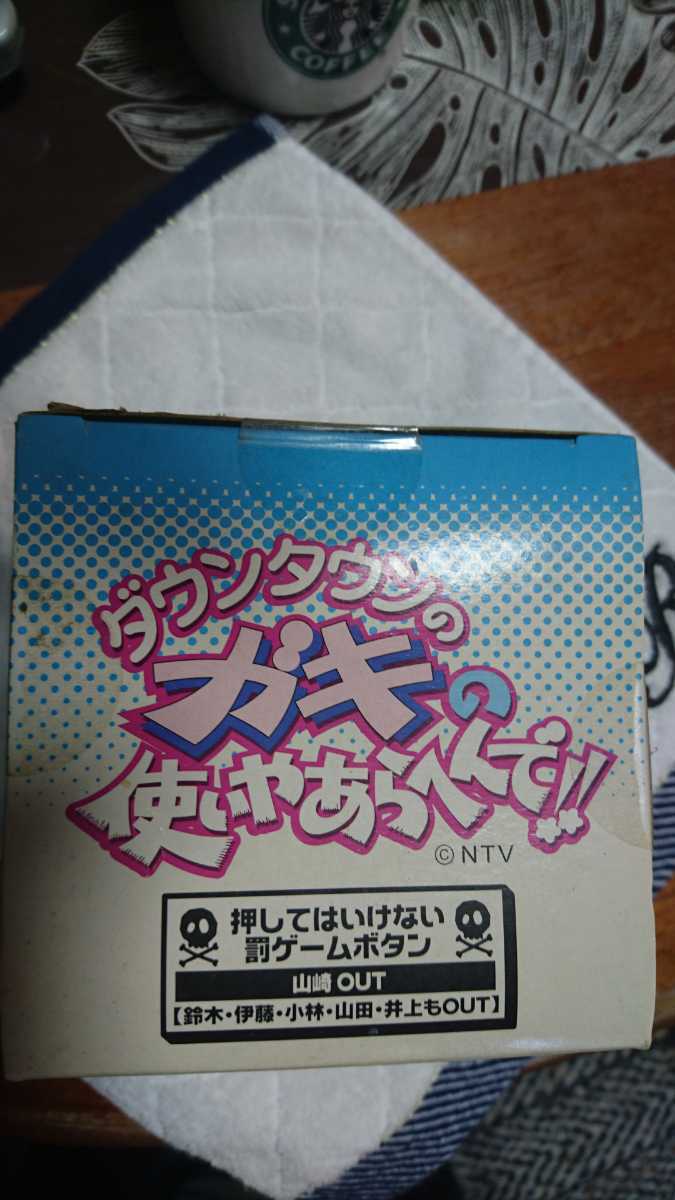 COFFEE
ダウンタウンの
ガキの
使いやあらへんで!!
© NTV
押してはいけない
罰ゲームボタン
山崎 OUT
【鈴木・伊藤・小林・山田・井上もOUT】